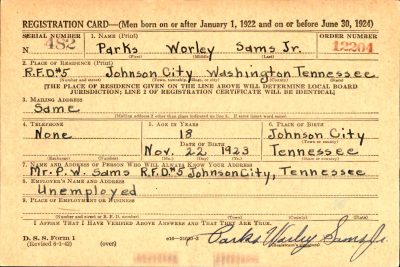 REGISTRATION CARD—(Men born on or after January 1, 1922 and on or before June 30, 1924)
SERIAL NUMBER 1. NAME (Print) ORDER NUMBER
N 482 Parks Worley Sams Jr. 12204
(First) (Middle) (Last)
2. PLACE OF RESIDENCE (Print)
R.F.D#5 Johnson City Washington Tennessee
(Number and street) (Town, township, village, or city) (County) (State)
[THE PLACE OF RESIDENCE GIVEN ON THE LINE ABOVE WILL DETERMINE LOCAL BOARD
JURISDICTION; LINE 2 OF REGISTRATION CERTIFICATE WILL BE IDENTICAL]
3. MAILING ADDRESS
Same
[Mailing address if other than place indicated on line 2. If same insert word same]
4. TELEPHONE 5. AGE IN YEARS 6. PLACE OF BIRTH
None 18 Johnson City
DATE OF BIRTH (Town or county)
Nov. 22 1923 Tennessee
(Exchange) (Number) (Mo.) (Day) (Yr.) (State or country)
7. NAME AND ADDRESS OF PERSON WHO WILL ALWAYS KNOW YOUR ADDRESS
Mr. P. W. Sams R.F.D#5 Johnson City, Tennessee
8. EMPLOYER'S NAME AND ADDRESS
Unemployed
9. PLACE OF EMPLOYMENT OR BUSINESS
(Number and street or R. F. D. number) (Town) (County) (State)
I AFFIRM THAT I HAVE VERIFIED ABOVE ANSWERS AND THAT THEY ARE TRUE.
D. S. S. Form 1
(Revised 6-1-42) (over) Parks Worley Sams Jr.